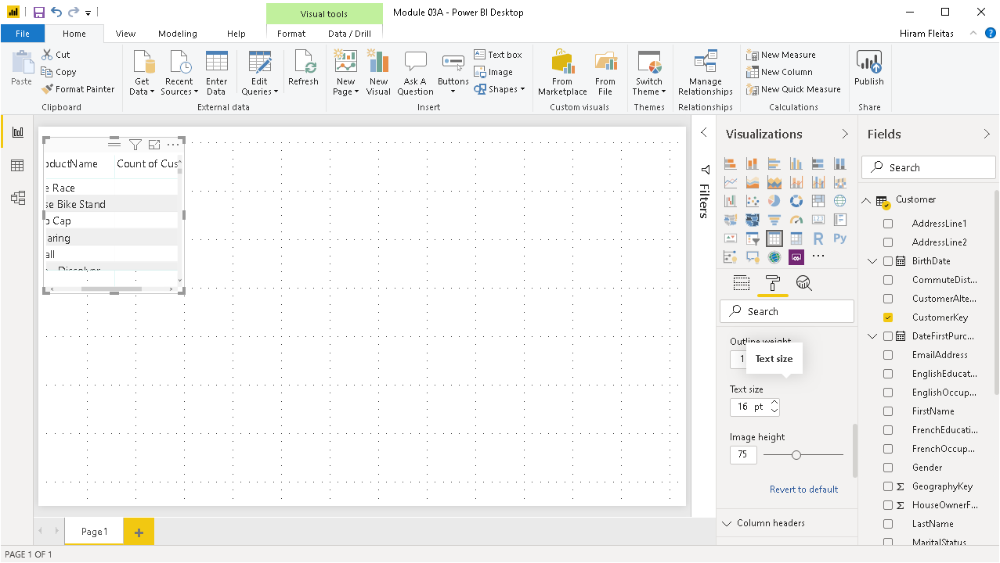 Visual tools
Module 03A - Power BI Desktop
File
Home
View
Modeling
Help
Format
Data / Drill
Hiram Fleitas
Paste
Cut
Copy
Format Painter
Clipboard
Get Data
Recent Sources
Enter Data
Edit Queries
Refresh
External data
New Page
New Visual
Ask A Question
Buttons
Text box
Image
Shapes
Insert
From Marketplace
From File
Custom visuals
Switch Theme
Themes
Manage Relationships
Relationships
New Measure
New Column
New Quick Measure
Calculations
Publish
Share
oductName
Count of Cus
e Race
se Bike Stand
o Cap
aring
all
Dissolver
Filters
Visualizations
R
Py
Search
Outline weight
1
Text size
Text size
16 pt
Image height
75
Revert to default
Column headers
Fields
Search
Customer
AddressLine1
AddressLine2
BirthDate
CommuteDist...
CustomerAlte...
CustomerKey
DateFirstPurc...
EmailAddress
EnglishEducat...
EnglishOccup...
FirstName
FrenchEducati...
FrenchOccup...
Gender
Σ GeographyKey
Σ HouseOwnerF...
LastName
MaritalStatus
Page1
PAGE 1 OF 1